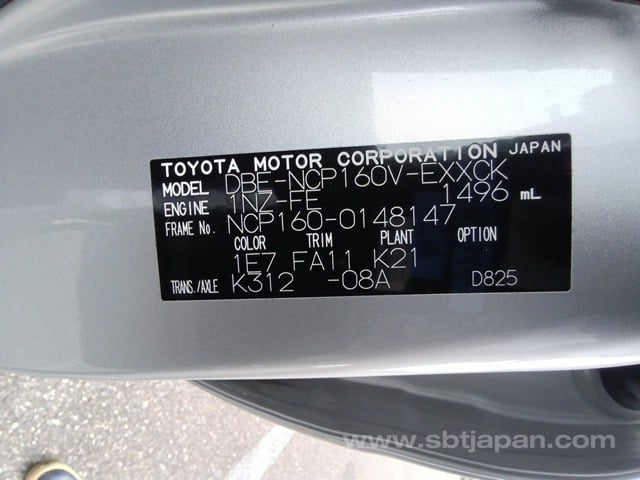 TOYOTA MOTOR CORPORATION JAPAN
MODEL DBE-NCP160V-EXXCK
ENGINE 1NZ-FE 1496 mL
FRAME No. NCP160-0148147
COLOR TRIM PLANT OPTION
1E7 FA11 K21
TRANS./AXLE K312 -08A D825
www.sbtjapan.com